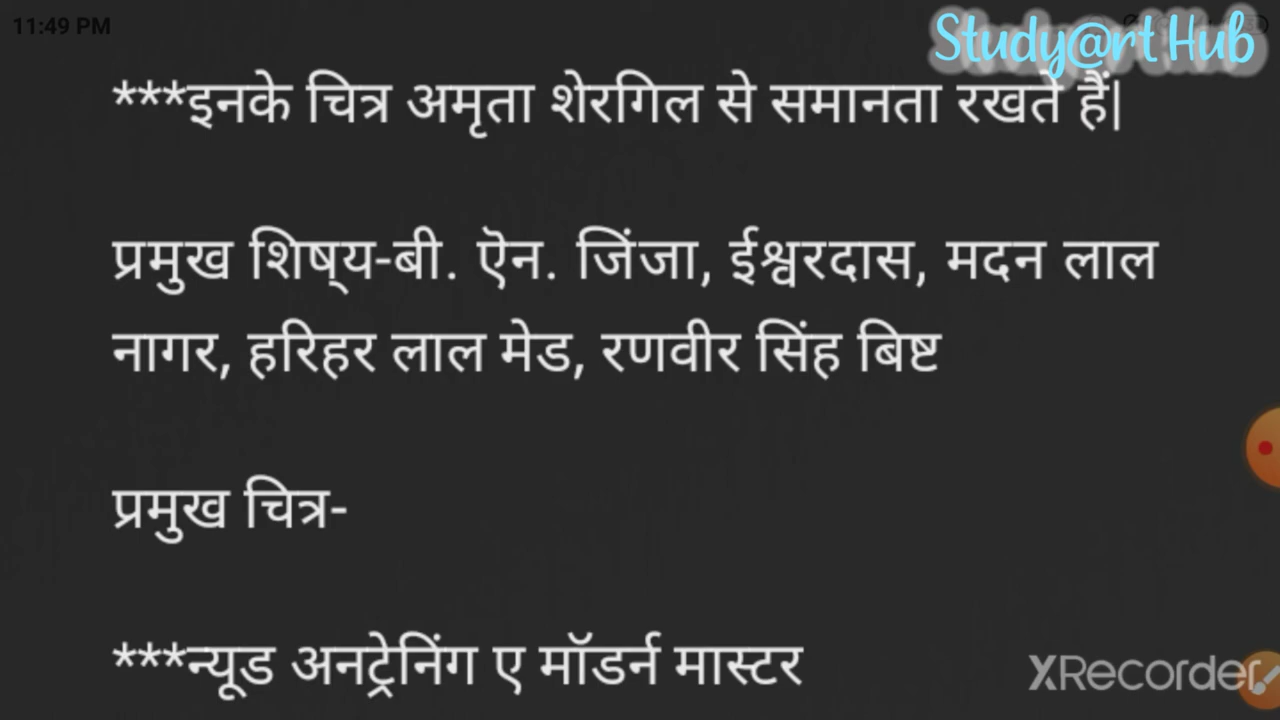 11:49 PM
Study@rt Hub
***इनके चित्र अमृता शेरगिल से समानता रखते हैं|
प्रमुख शिष्य-बी. ऎन. जिंजा, ईश्वरदास, मदन लाल
नागर, हरिहर लाल मेड, रणवीर सिंह बिष्ट
प्रमुख चित्र-
***न्यूड अनट्रेनिंग ए मॉडर्न मास्टर
XRecorder